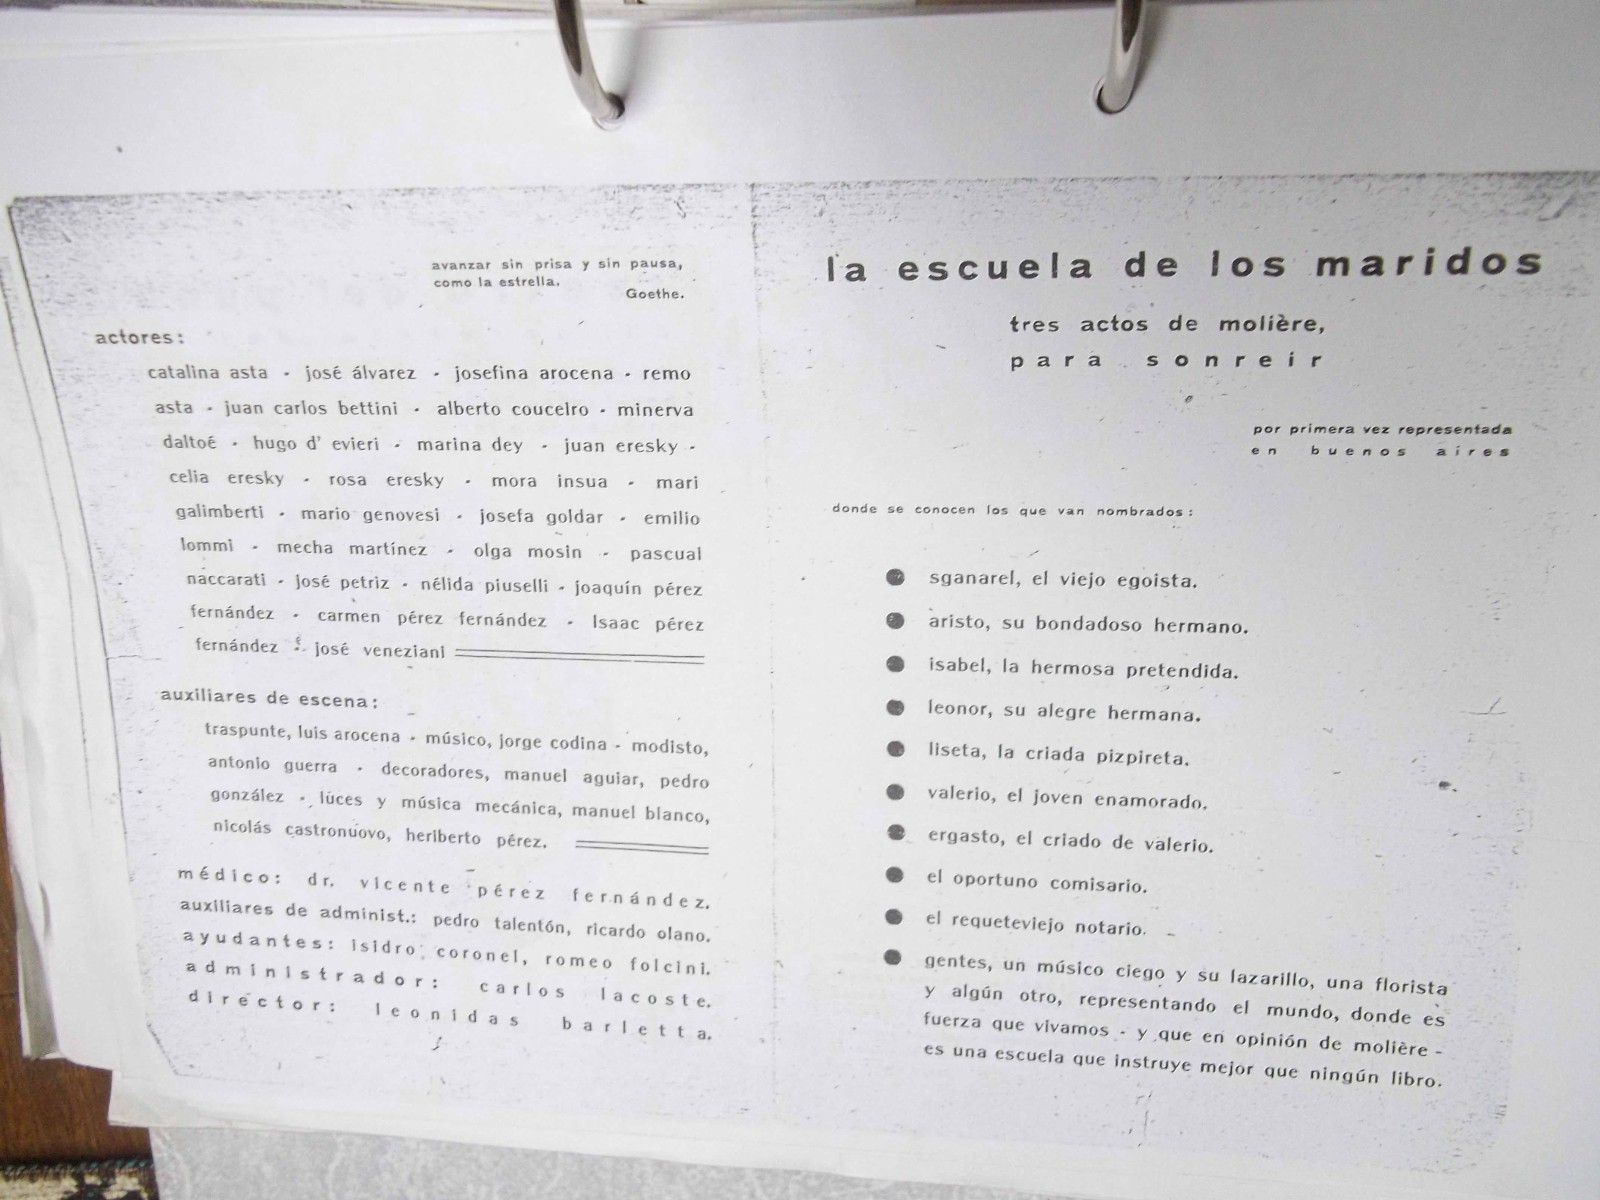 avanzar sin prisa y sin pausa,
como la estrella.
Goethe.
actores:
catalina asta - josé álvarez - josefina arocena - remo
asta - juan carlos bettini - alberto couceiro - minerva
daltoé - hugo d' evieri - marina dey - juan eresky -
celia eresky - rosa eresky - mora insua - mari
galimberti - mario genovesi - josefa goldar - emilio
lommi - mecha martínez - olga mosin - pascual
naccarati - josé petriz - nélida piuselli - joaquín pérez
fernández - carmen pérez fernández - Isaac pérez
fernández - josé veneziani
auxiliares de escena:
traspunte, luis arocena - músico, jorge codina - modisto,
antonio guerra - decoradores, manuel aguiar, pedro
gonzález - luces y música mecánica, manuel blanco,
nicolás castronuovo, heriberto pérez.
médico: dr. vicente pérez fernández.
auxiliares de administ.: pedro talentón, ricardo olano.
ayudantes: isidro coronel, romeo folcini.
administrador: carlos lacoste.
director: leonidas barletta.
la escuela de los maridos
tres actos de molière,
para sonreir
por primera vez representada
en buenos aires
donde se conocen los que van nombrados:
● sganarel, el viejo egoista.
● aristo, su bondadoso hermano.
● isabel, la hermosa pretendida.
● leonor, su alegre hermana.
● liseta, la criada pizpireta.
● valerio, el joven enamorado.
● ergasto, el criado de valerio.
● el oportuno comisario.
● el requeteviejo notario.
● gentes, un músico ciego y su lazarillo, una florista
y algún otro, representando el mundo, donde es
fuerza que vivamos - y que en opinión de molière -
es una escuela que instruye mejor que ningún libro.